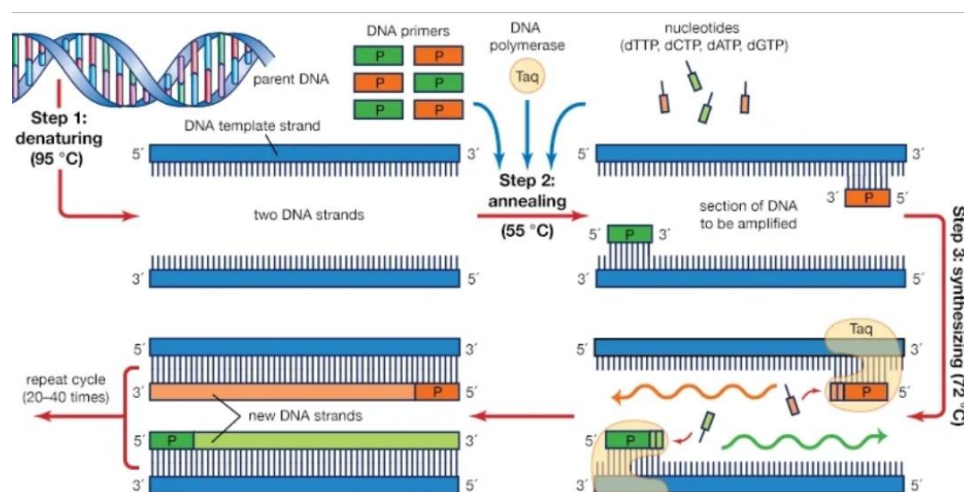 parent DNA
DNA primers
P P
P P
P P
DNA
polymerase
Taq
nucleotides
(dTTP, dCTP, dATP, dGTP)
Step 1:
denaturing
(95 °C)
DNA template strand
5′ 3′
two DNA strands
3′ 5′
Step 2:
annealing
(55 °C)
5′ 3′
3′ P 5′
section of DNA
to be amplified
5′ P 3′
3′ 5′
Step 3: synthesizing (72 °C)
Taq
5′ 3′
P 5′
5′ P
3′ 5′
5′ 3′
3′ P 5′
new DNA strands
5′ P 3′
3′ 5′
repeat cycle
(20–40 times)